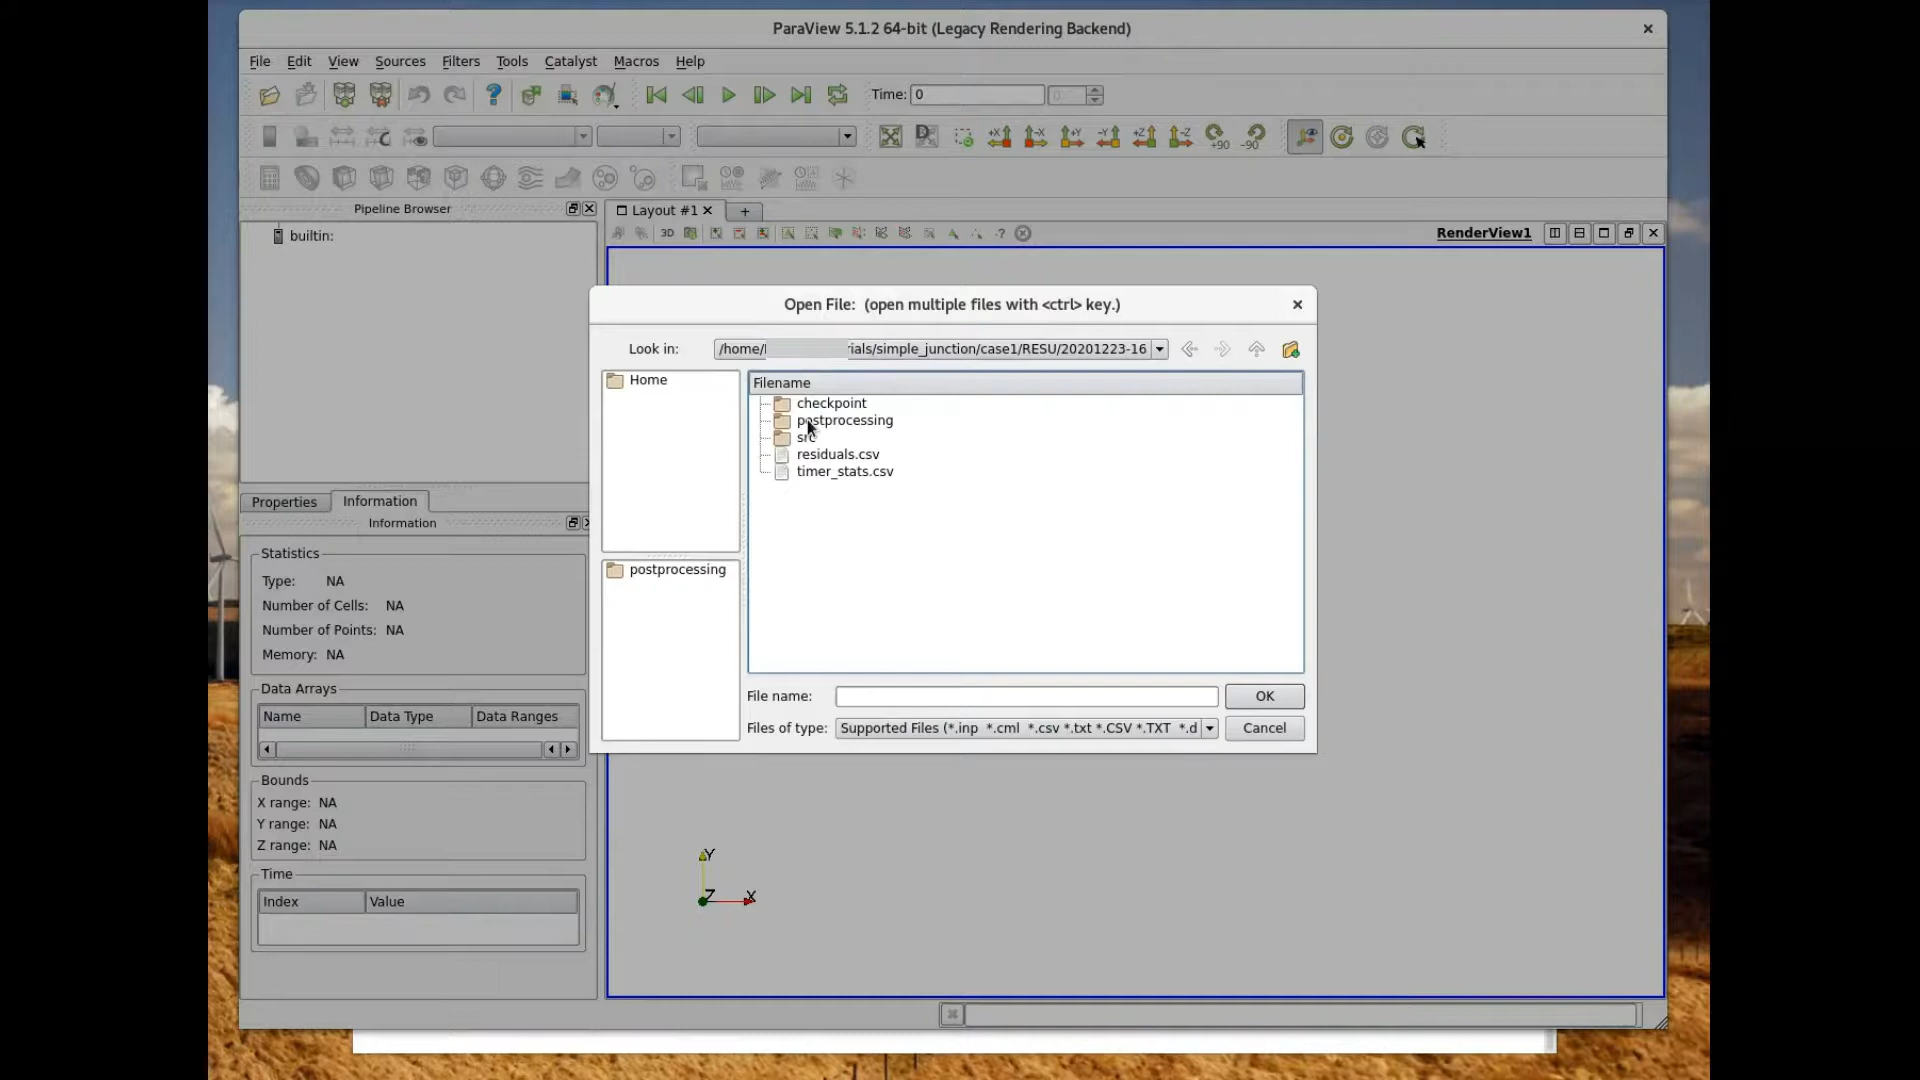 ParaView 5.1.2 64-bit (Legacy Rendering Backend)
File Edit View Sources Filters Tools Catalyst Macros Help
Time: 0
+X -X +Y -Y +Z -Z +90 -90
Pipeline Browser
Layout #1
builtin:
3D
RenderView1
Open File: (open multiple files with <ctrl> key.)
Look in: /home/ ials/simple_junction/case1/RESU/20201223-16
Home
Filename
checkpoint
postprocessing
src
residuals.csv
timer_stats.csv
postprocessing
File name:
OK
Files of type: Supported Files (*.inp *.cml *.csv *.txt *.CSV *.TXT *.d
Cancel
Properties Information
Information
Statistics
Type: NA
Number of Cells: NA
Number of Points: NA
Memory: NA
Data Arrays
Name Data Type Data Ranges
Bounds
X range: NA
Y range: NA
Z range: NA
Time
Index Value
Y
Z X